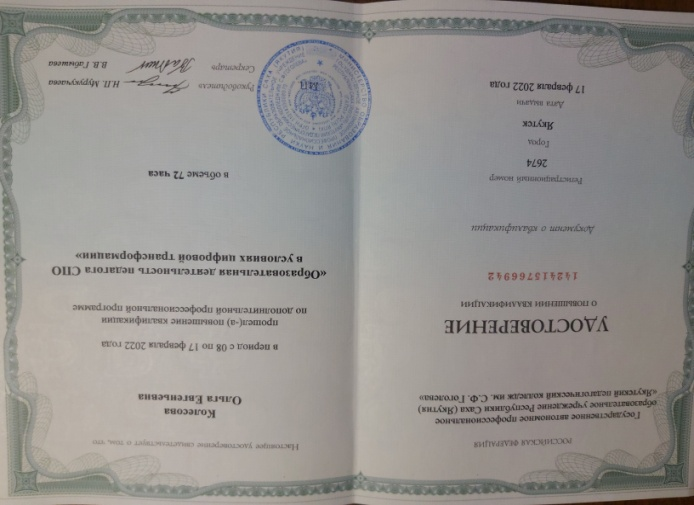 РОССИЙСКАЯ ФЕДЕРАЦИЯ
Государственное автономное профессиональное
образовательное учреждение Республики Саха (Якутия)
«Якутский педагогический колледж им. С.Ф. Гоголева»
УДОСТОВЕРЕНИЕ
О ПОВЫШЕНИИ КВАЛИФИКАЦИИ
142415766942
Документ о квалификации
Регистрационный номер
2674
Город
Якутск
Дата выдачи
17 февраля 2022 года
Настоящее удостоверение свидетельствует о том, что
Колесова
Ольга Евгеньевна
в период с 08 по 17 февраля 2022 года
прошел(-а) повышение квалификации
по дополнительной профессиональной программе
«Образовательная деятельность педагога СПО
в условиях цифровой трансформации»
в объеме 72 часа
Руководитель Н.П. Мурукучаева
Секретарь В.В. Габышева
МП